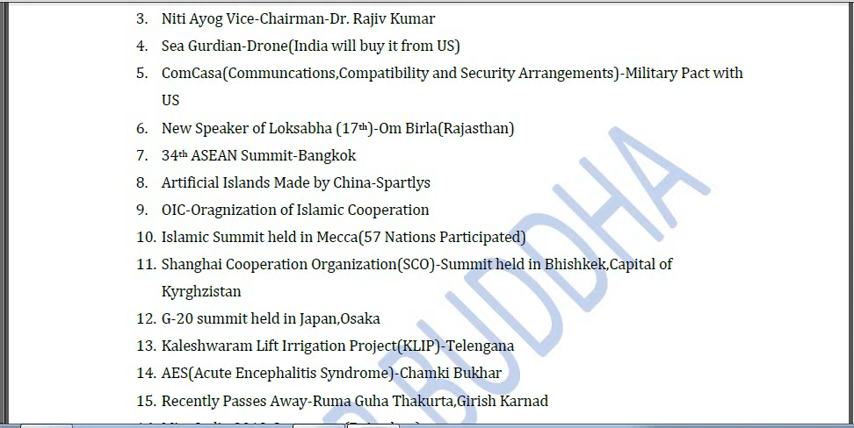 3. Niti Ayog Vice-Chairman-Dr. Rajiv Kumar
4. Sea Gurdian-Drone(India will buy it from US)
5. ComCasa(Communcations,Compatibility and Security Arrangements)-Military Pact with
US
6. New Speaker of Loksabha (17th)-Om Birla(Rajasthan)
7. 34th ASEAN Summit-Bangkok
8. Artificial Islands Made by China-Spartlys
9. OIC-Oragnization of Islamic Cooperation
10. Islamic Summit held in Mecca(57 Nations Participated)
11. Shanghai Cooperation Organization(SCO)-Summit held in Bhishkek,Capital of
Kyrghzistan
12. G-20 summit held in Japan,Osaka
13. Kaleshwaram Lift Irrigation Project(KLIP)-Telengana
14. AES(Acute Encephalitis Syndrome)-Chamki Bukhar
15. Recently Passes Away-Ruma Guha Thakurta,Girish Karnad
BUDDHA